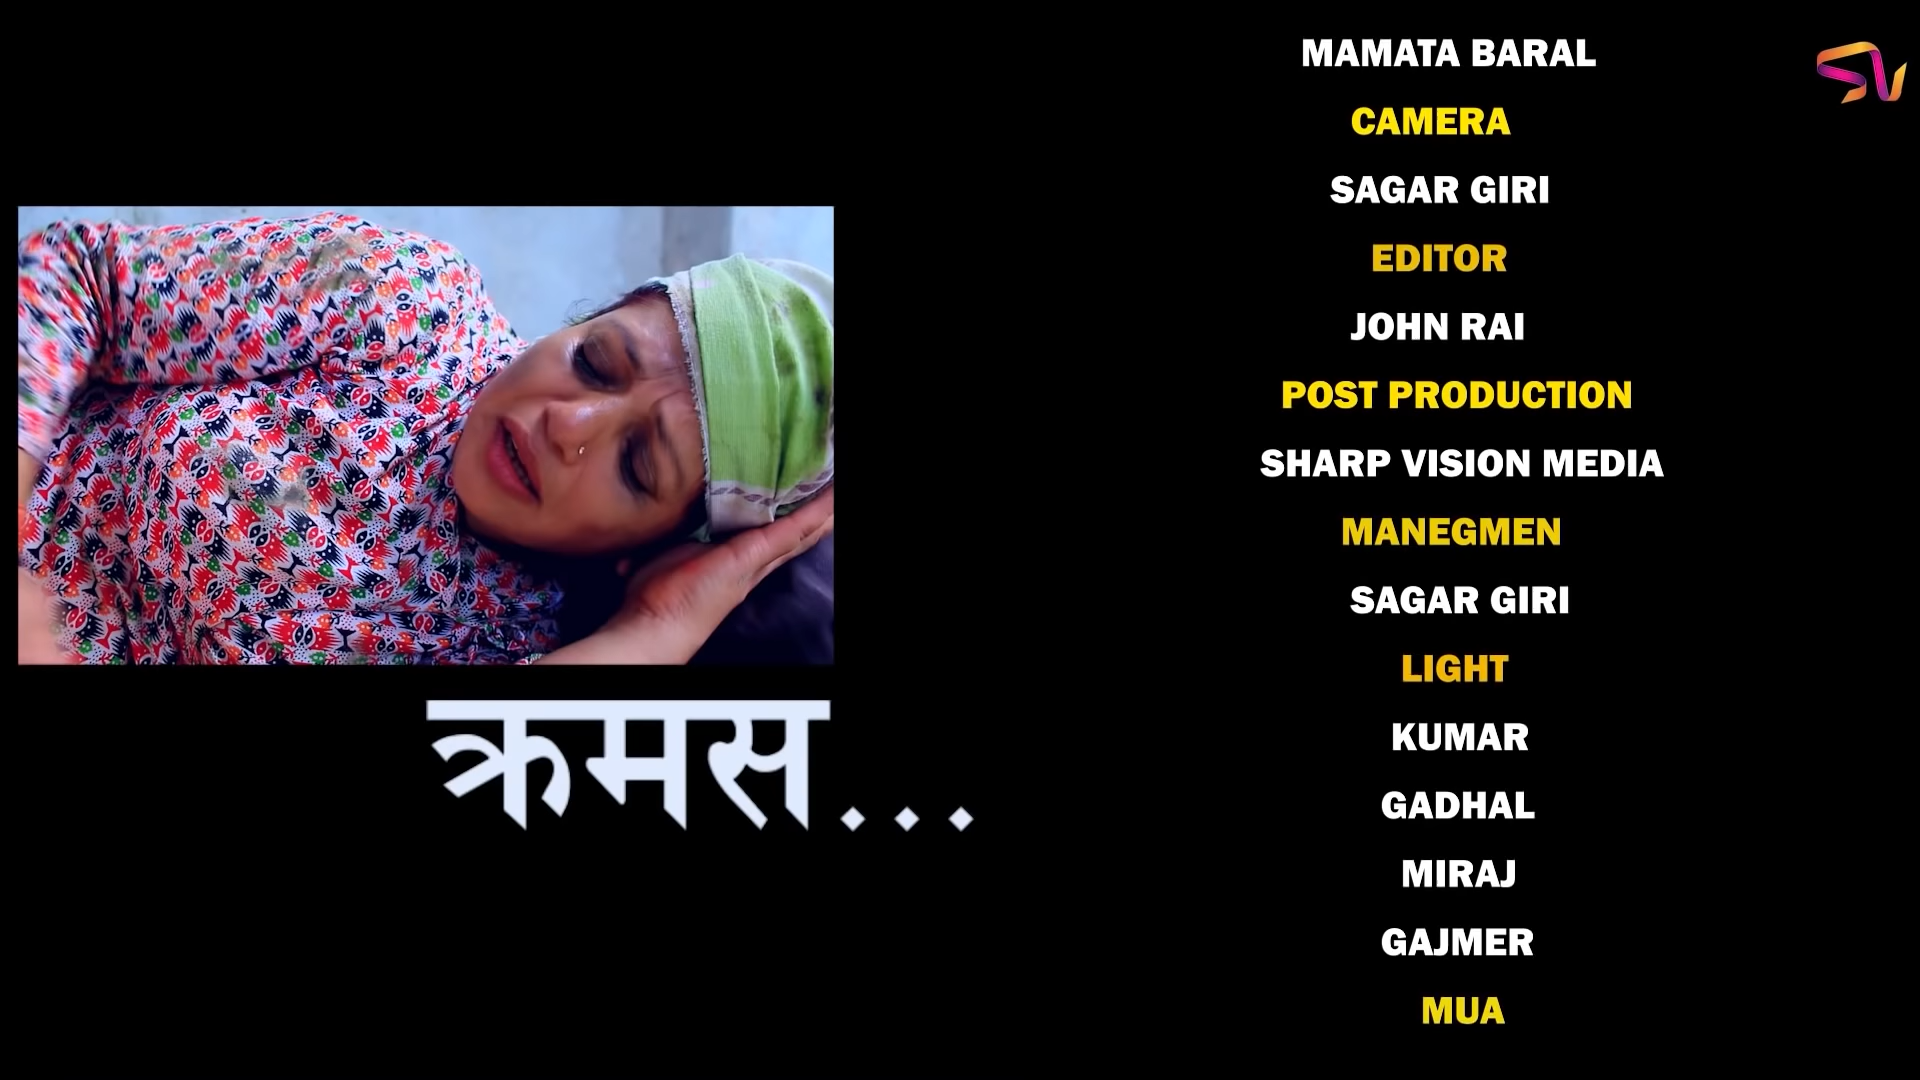 MAMATA BARAL
CAMERA
SAGAR GIRI
EDITOR
JOHN RAI
POST PRODUCTION
SHARP VISION MEDIA
MANEGMEN
SAGAR GIRI
LIGHT
KUMAR
GADHAL
MIRAJ
GAJMER
MUA
क्रमस...
SV